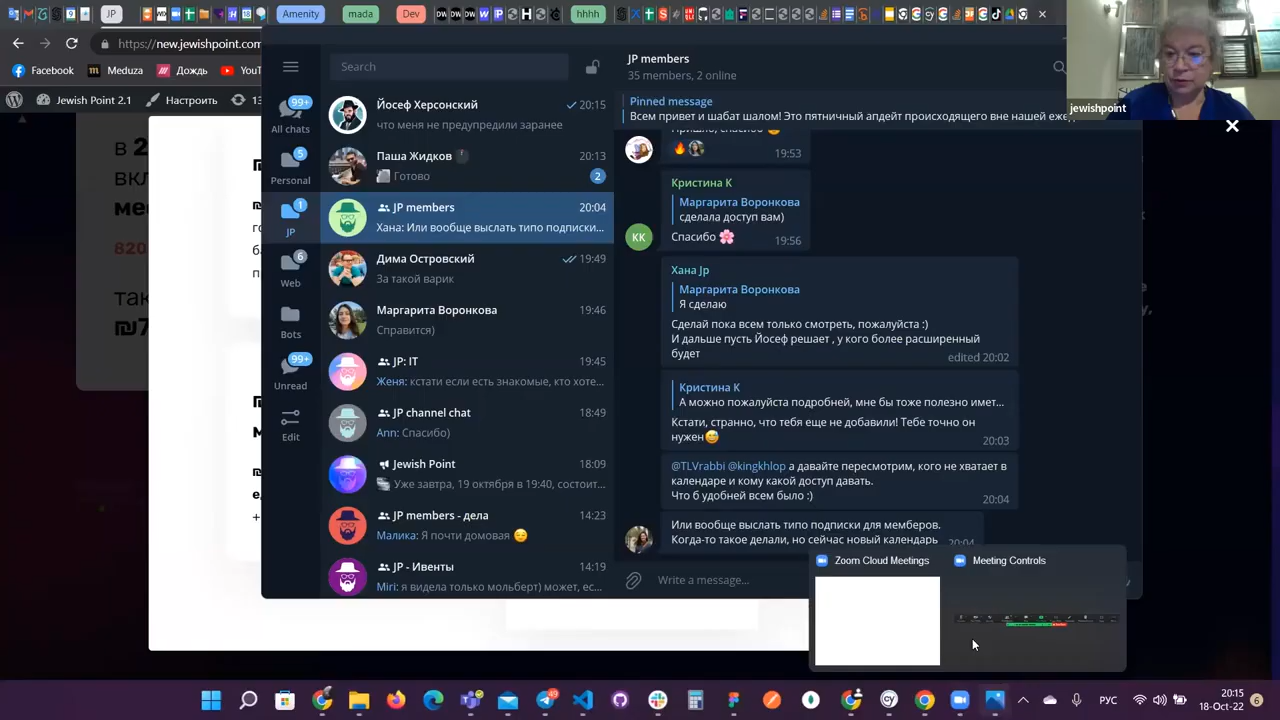 JP
Amenity
mada
Dev
hhhh
https://new.jewishpoint.com
Facebook
Meduza
Дождь
Jewish Point 2.1
Настроить
jewishpoint
Search
JP members
35 members, 2 online
Pinned message
Всем привет и шабат шалом! Это пятничный апдейт происходящего вне нашей
99+
All chats
5
Personal
1
JP
6
Web
Bots
99+
Unread
Edit
Йосеф Херсонский
20:15
что меня не предупредили заранее
Паша Жидков
20:13
Готово
2
JP members
20:04
Хана: Или вообще выслать типо подписки...
Дима Островский
19:49
За такой варик
Маргарита Воронкова
19:46
Справится)
JP: IT
19:45
Женя: кстати если есть знакомые, кто хоте...
JP channel chat
18:49
Ann: Спасибо)
Jewish Point
18:09
Уже завтра, 19 октября в 19:40, состоит...
JP members - дела
14:23
Малика: Я почти домовая
JP - Ивенты
14:19
Miri: я видела только мольберт) может, ес...
19:53
Кристина К
Маргарита Воронкова
сделала доступ вам)
Спасибо
19:56
КК
Хана Jp
Маргарита Воронкова
Я сделаю
Сделай пока всем только смотреть, пожалуйста :)
И дальше пусть Йосеф решает , у кого более расширенный
будет
edited 20:02
Кристина К
А можно пожалуйста подробней, мне бы тоже полезно имет...
Кстати, странно, что тебя еще не добавили! Тебе точно он
нужен
20:03
@TLVrabbi @kingkhlop а давайте пересмотрим, кого не хватает в
календаре и кому какой доступ давать.
Что б удобней всем было :)
20:04
Или вообще выслать типо подписки для мемберов.
Когда-то такое делали, но сейчас новый календарь
20:04
Write a message...
Zoom Cloud Meetings
Meeting Controls
49
РУС
20:15
18-Oct-22
6